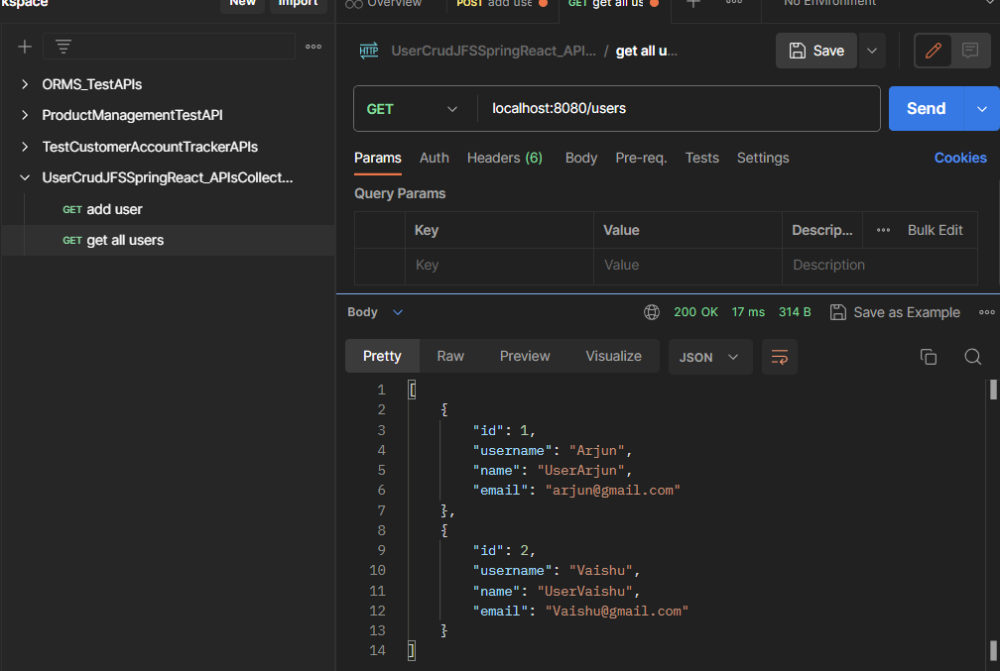 kspace
New
Import
Overview
POST add use
GET get all us
No Environment
UserCrudJFSSpringReact_API... / get all u...
Save
ORMS_TestAPIs
ProductManagementTestAPI
TestCustomerAccountTrackerAPIs
UserCrudJFSSpringReact_APIsCollect...
GET add user
GET get all users
HTTP
GET
localhost:8080/users
Send
Params Auth Headers (6) Body Pre-req. Tests Settings Cookies
Query Params
Key Value Descrip... Bulk Edit
Key Value Description
Body
200 OK 17 ms 314 B Save as Example
Pretty Raw Preview Visualize JSON
1 [
2 {
3 "id": 1,
4 "username": "Arjun",
5 "name": "UserArjun",
6 "email": "arjun@gmail.com"
7 },
8 {
9 "id": 2,
10 "username": "Vaishu",
11 "name": "UserVaishu",
12 "email": "Vaishu@gmail.com"
13 }
14 ]